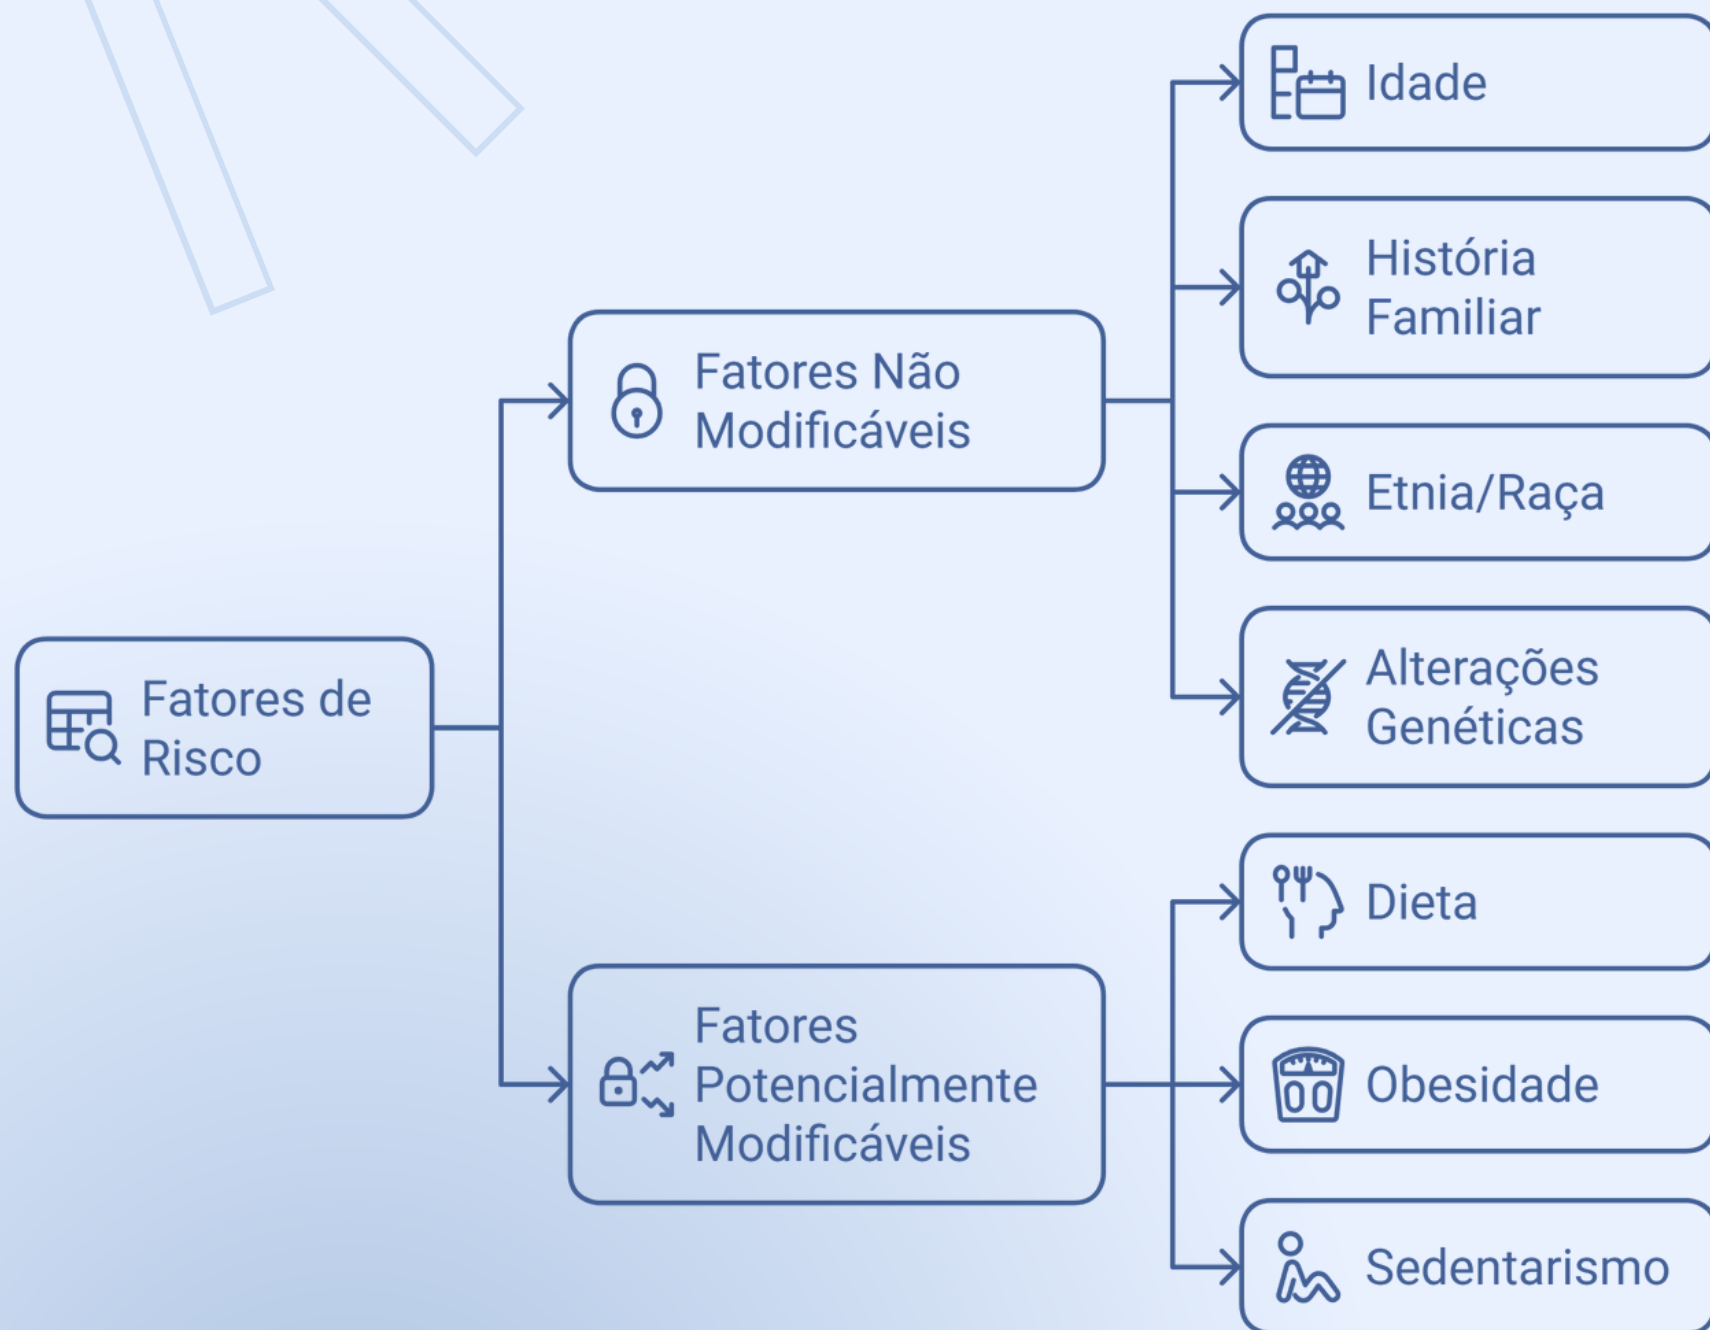 Fatores de
Risco
Fatores Não
Modificáveis
Idade
História
Familiar
Etnia/Raça
Alterações
Genéticas
Fatores
Potencialmente
Modificáveis
Dieta
Obesidade
Sedentarismo